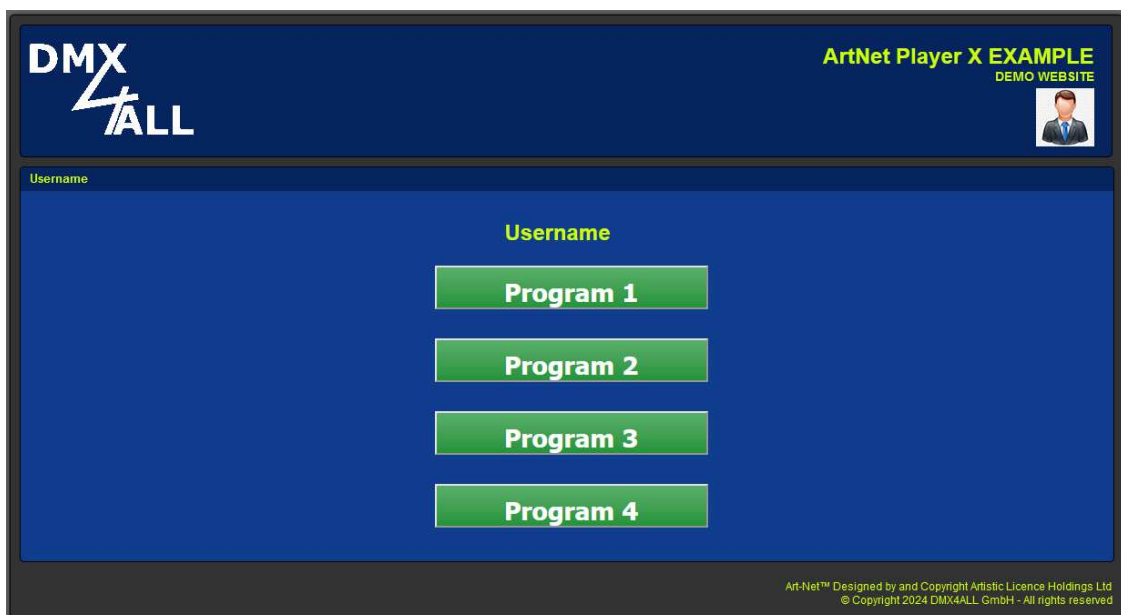 DMX
4ALL
ArtNet Player X EXAMPLE
DEMO WEBSITE
Username
Username
Program 1
Program 2
Program 3
Program 4
Art-Net™ Designed by and Copyright Artistic Licence Holdings Ltd
© Copyright 2024 DMX4ALL GmbH - All rights reserved